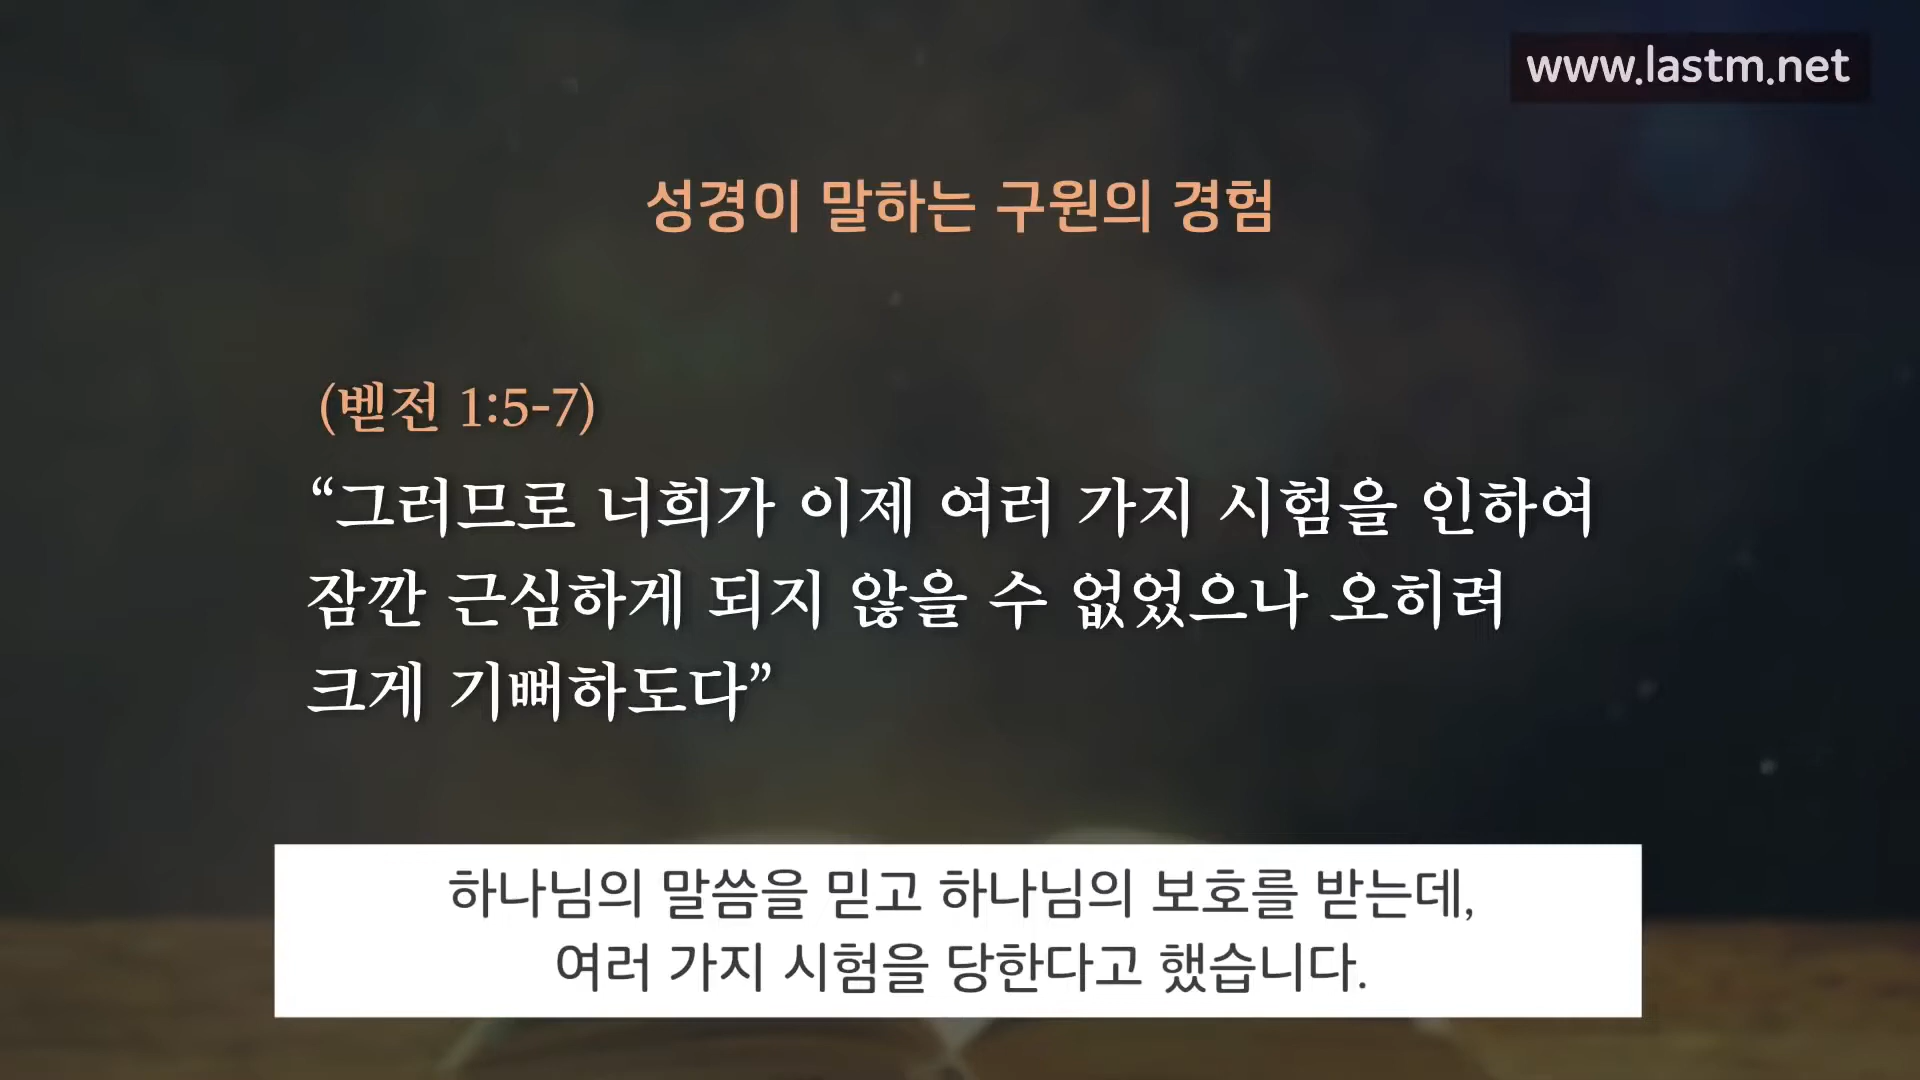 www.lastm.net
성경이 말하는 구원의 경험
(벧전 1:5-7)
“그러므로 너희가 이제 여러 가지 시험을 인하여
잠깐 근심하게 되지 않을 수 없었으나 오히려
크게 기뻐하도다”
하나님의 말씀을 믿고 하나님의 보호를 받는데,
여러 가지 시험을 당한다고 했습니다.